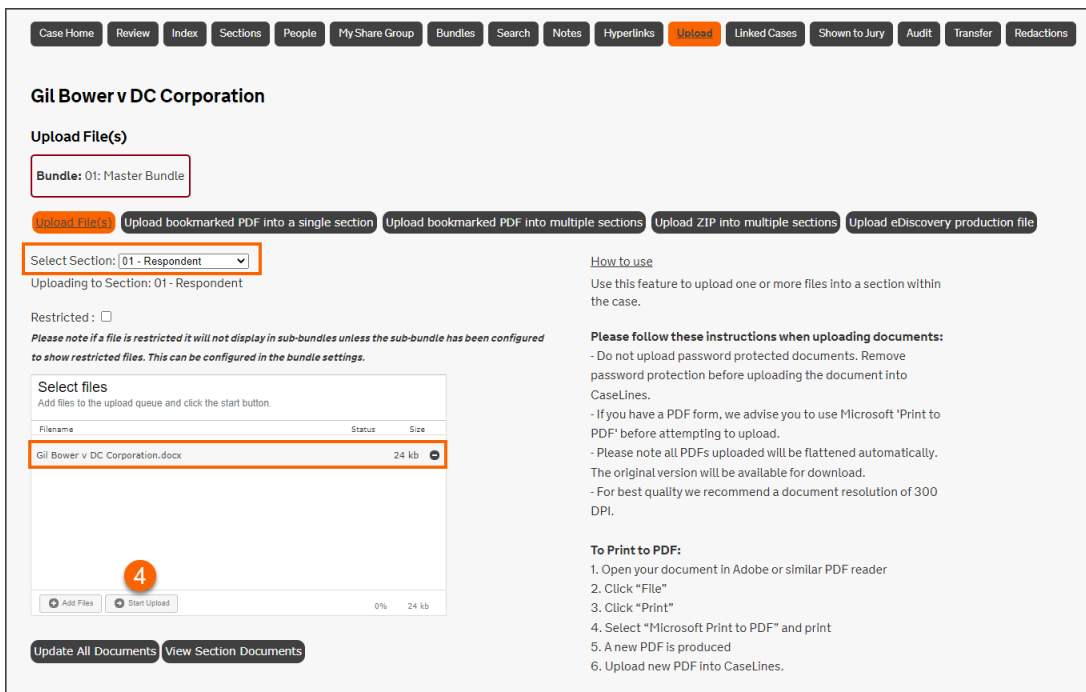 Case Home Review Index Sections People My Share Group Bundles Search Notes Hyperlinks Upload Linked Cases Shown to Jury Audit Transfer Redactions
Gil Bower v DC Corporation
Upload File(s)
Bundle: 01: Master Bundle
Upload File(s) Upload bookmarked PDF into a single section Upload bookmarked PDF into multiple sections Upload ZIP into multiple sections Upload eDiscovery production file
Select Section: 01 - Respondent
Uploading to Section: 01 - Respondent
Restricted :
Please note if a file is restricted it will not display in sub-bundles unless the sub-bundle has been configured
to show restricted files. This can be configured in the bundle settings.
Select files
Add files to the upload queue and click the start button.
Filename Status Size
Gil Bower v DC Corporation.docx 24 kb
4
Add Files Start Upload 0% 24 kb
Update All Documents View Section Documents
How to use
Use this feature to upload one or more files into a section within
the case.
Please follow these instructions when uploading documents:
- Do not upload password protected documents. Remove
password protection before uploading the document into
CaseLines.
- If you have a PDF form, we advise you to use Microsoft 'Print to
PDF' before attempting to upload.
- Please note all PDFs uploaded will be flattened automatically.
The original version will be available for download.
- For best quality we recommend a document resolution of 300
DPI.
To Print to PDF:
1. Open your document in Adobe or similar PDF reader
2. Click “File”
3. Click “Print”
4. Select “Microsoft Print to PDF” and print
5. A new PDF is produced
6. Upload new PDF into CaseLines.